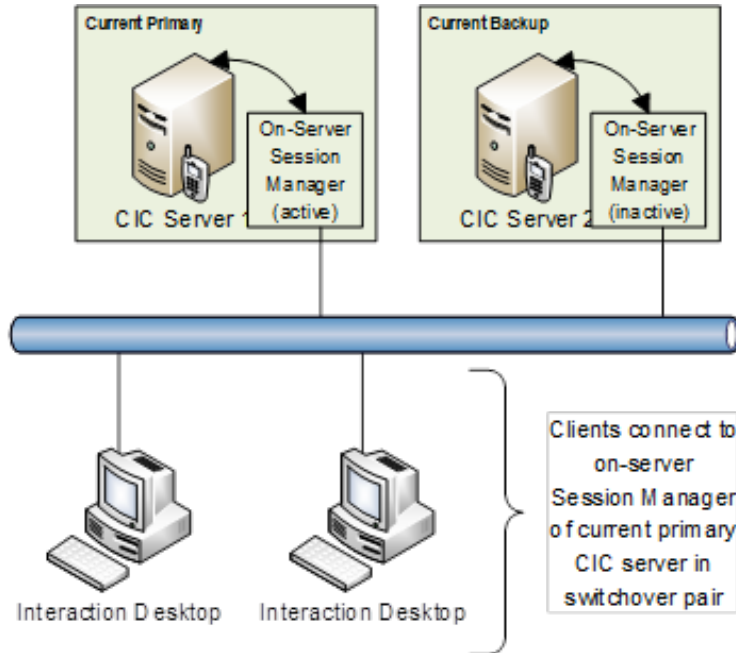 Current Primary
On-Server
Session
Manager
(active)
CIC Server 1
Current Backup
On-Server
Session
Manager
(inactive)
CIC Server 2
Clients connect to
on-server
Session Manager
of current primary
CIC server in
switchover pair
Interaction Desktop
Interaction Desktop